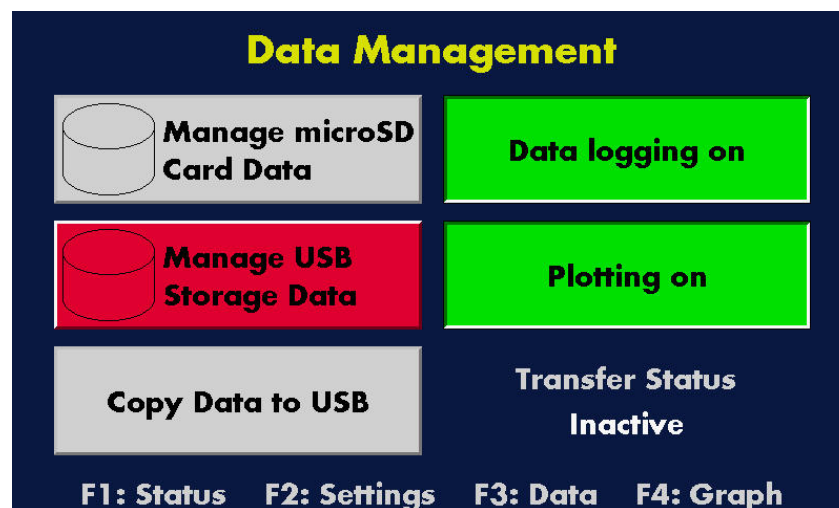 Data Management
Manage microSD
Card Data
Data logging on
Manage USB
Storage Data
Plotting on
Copy Data to USB
Transfer Status
Inactive
F1: Status F2: Settings F3: Data F4: Graph